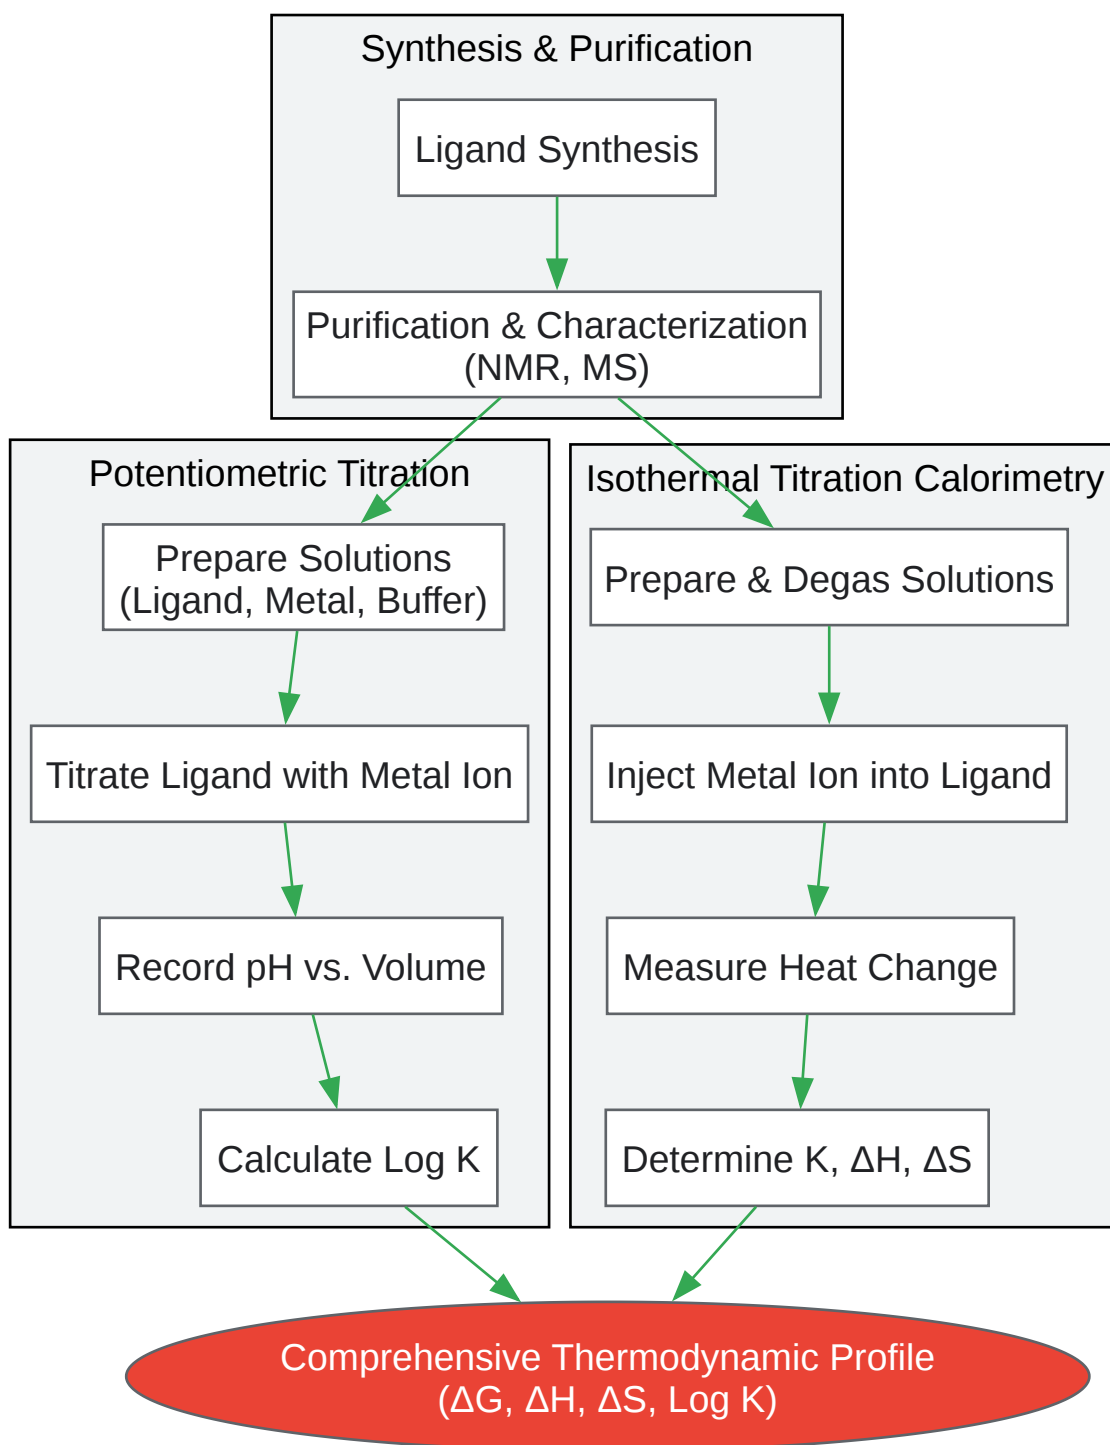 Synthesis & Purification
Ligand Synthesis
Purification & Characterization
(NMR, MS)
Potentiometric Titration
Prepare Solutions
(Ligand, Metal, Buffer)
Titrate Ligand with Metal Ion
Record pH vs. Volume
Calculate Log K
Isothermal Titration Calorimetry
Prepare & Degas Solutions
Inject Metal Ion into Ligand
Measure Heat Change
Determine K, ΔH, ΔS
Comprehensive Thermodynamic Profile
(ΔG, ΔH, ΔS, Log K)